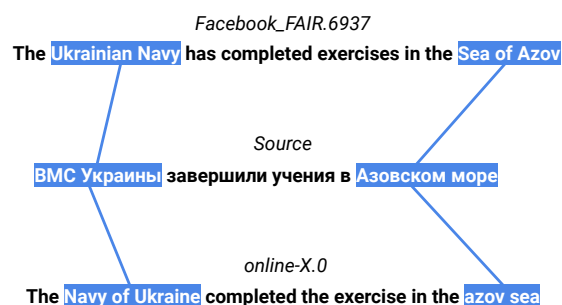 Facebook_FAIR.6937
The Ukrainian Navy has completed exercises in the Sea of Azov
Source
ВМС Украины завершили учения в Азовском море
online-X.0
The Navy of Ukraine completed the exercise in the azov sea